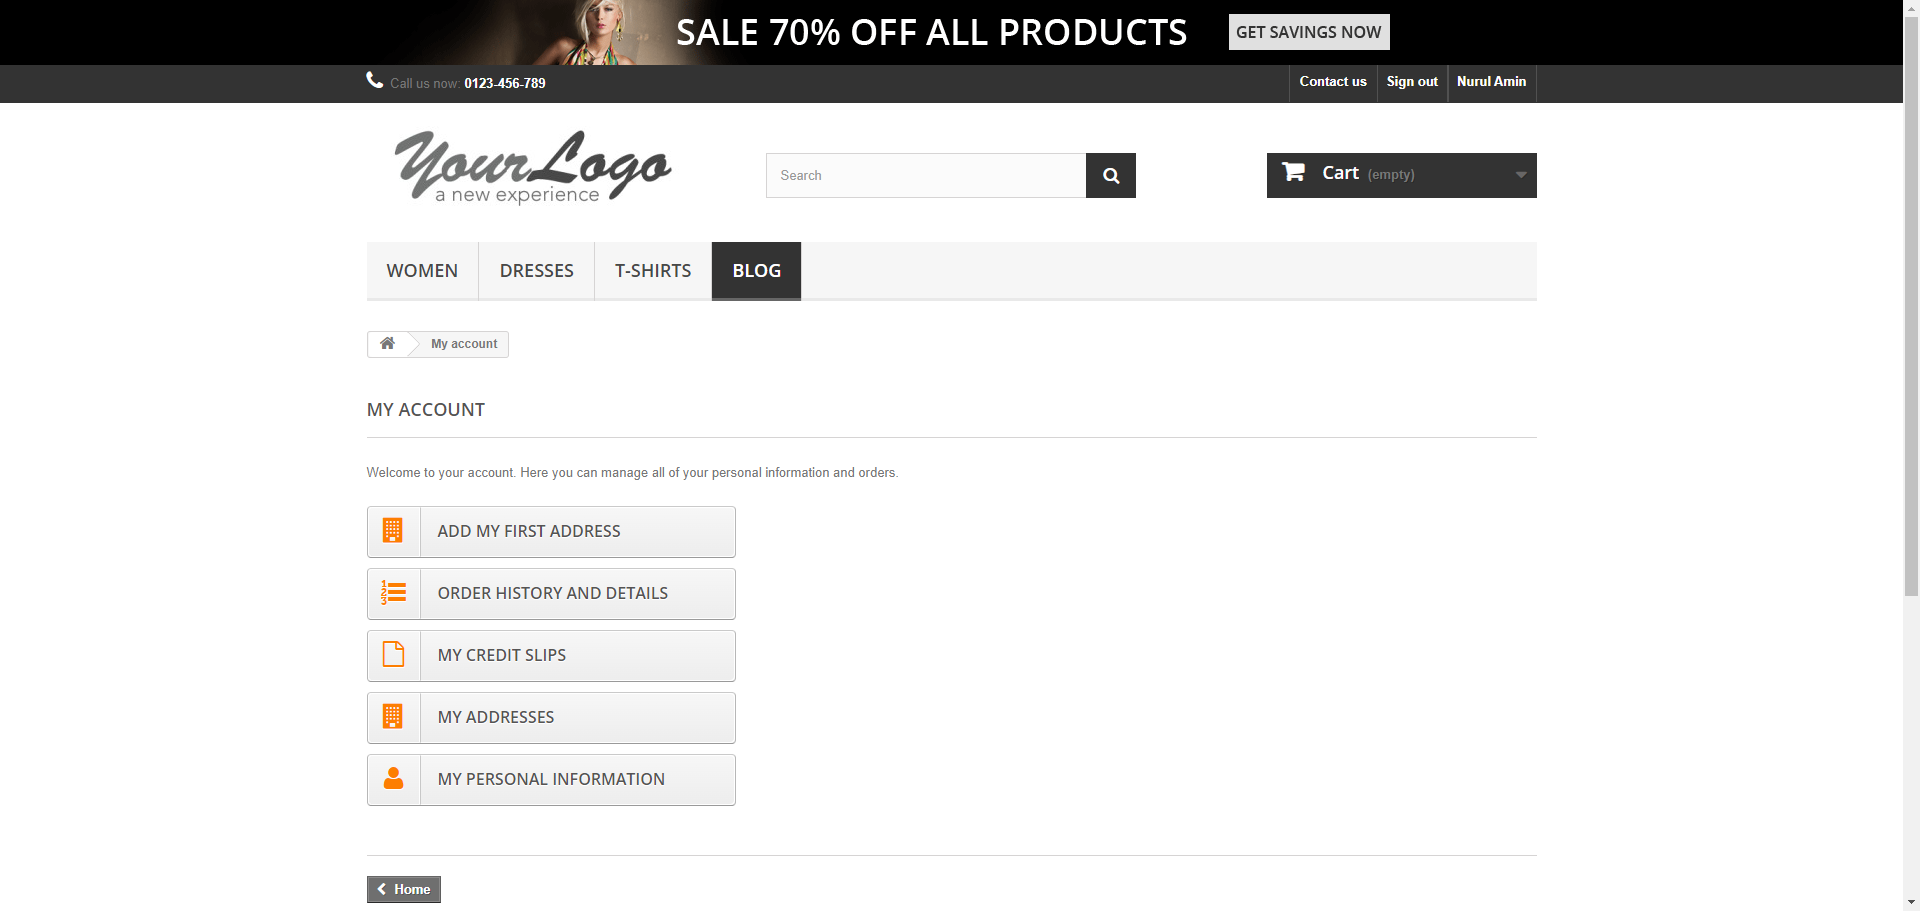 SALE 70% OFF ALL PRODUCTS GET SAVINGS NOW
Call us now: 0123-456-789 Contact us Sign out Nurul Amin
YourLogo
a new experience
Search
Cart (empty)
WOMEN DRESSES T-SHIRTS BLOG
My account
MY ACCOUNT
Welcome to your account. Here you can manage all of your personal information and orders.
ADD MY FIRST ADDRESS
ORDER HISTORY AND DETAILS
MY CREDIT SLIPS
MY ADDRESSES
MY PERSONAL INFORMATION
Home